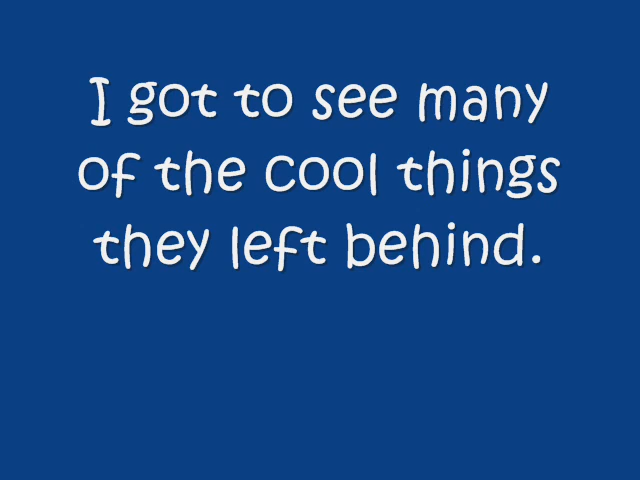 I got to see many
of the cool things
they left behind.